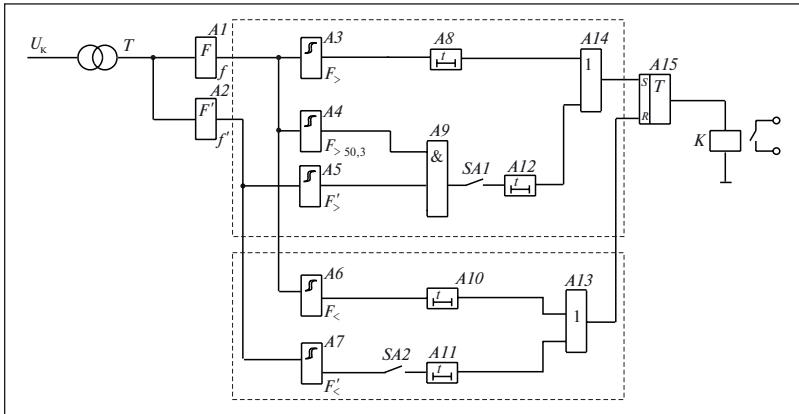 Uк
T
A1
F
f
A2
F'
f'
A3
F>
A4
F> 50,3
A5
F'>
A8
t
A9
&
SA1
A12
t
A14
1
A15
S T
R
K
A6
F<
A7
F'<
A10
t
SA2
A11
t
A13
1